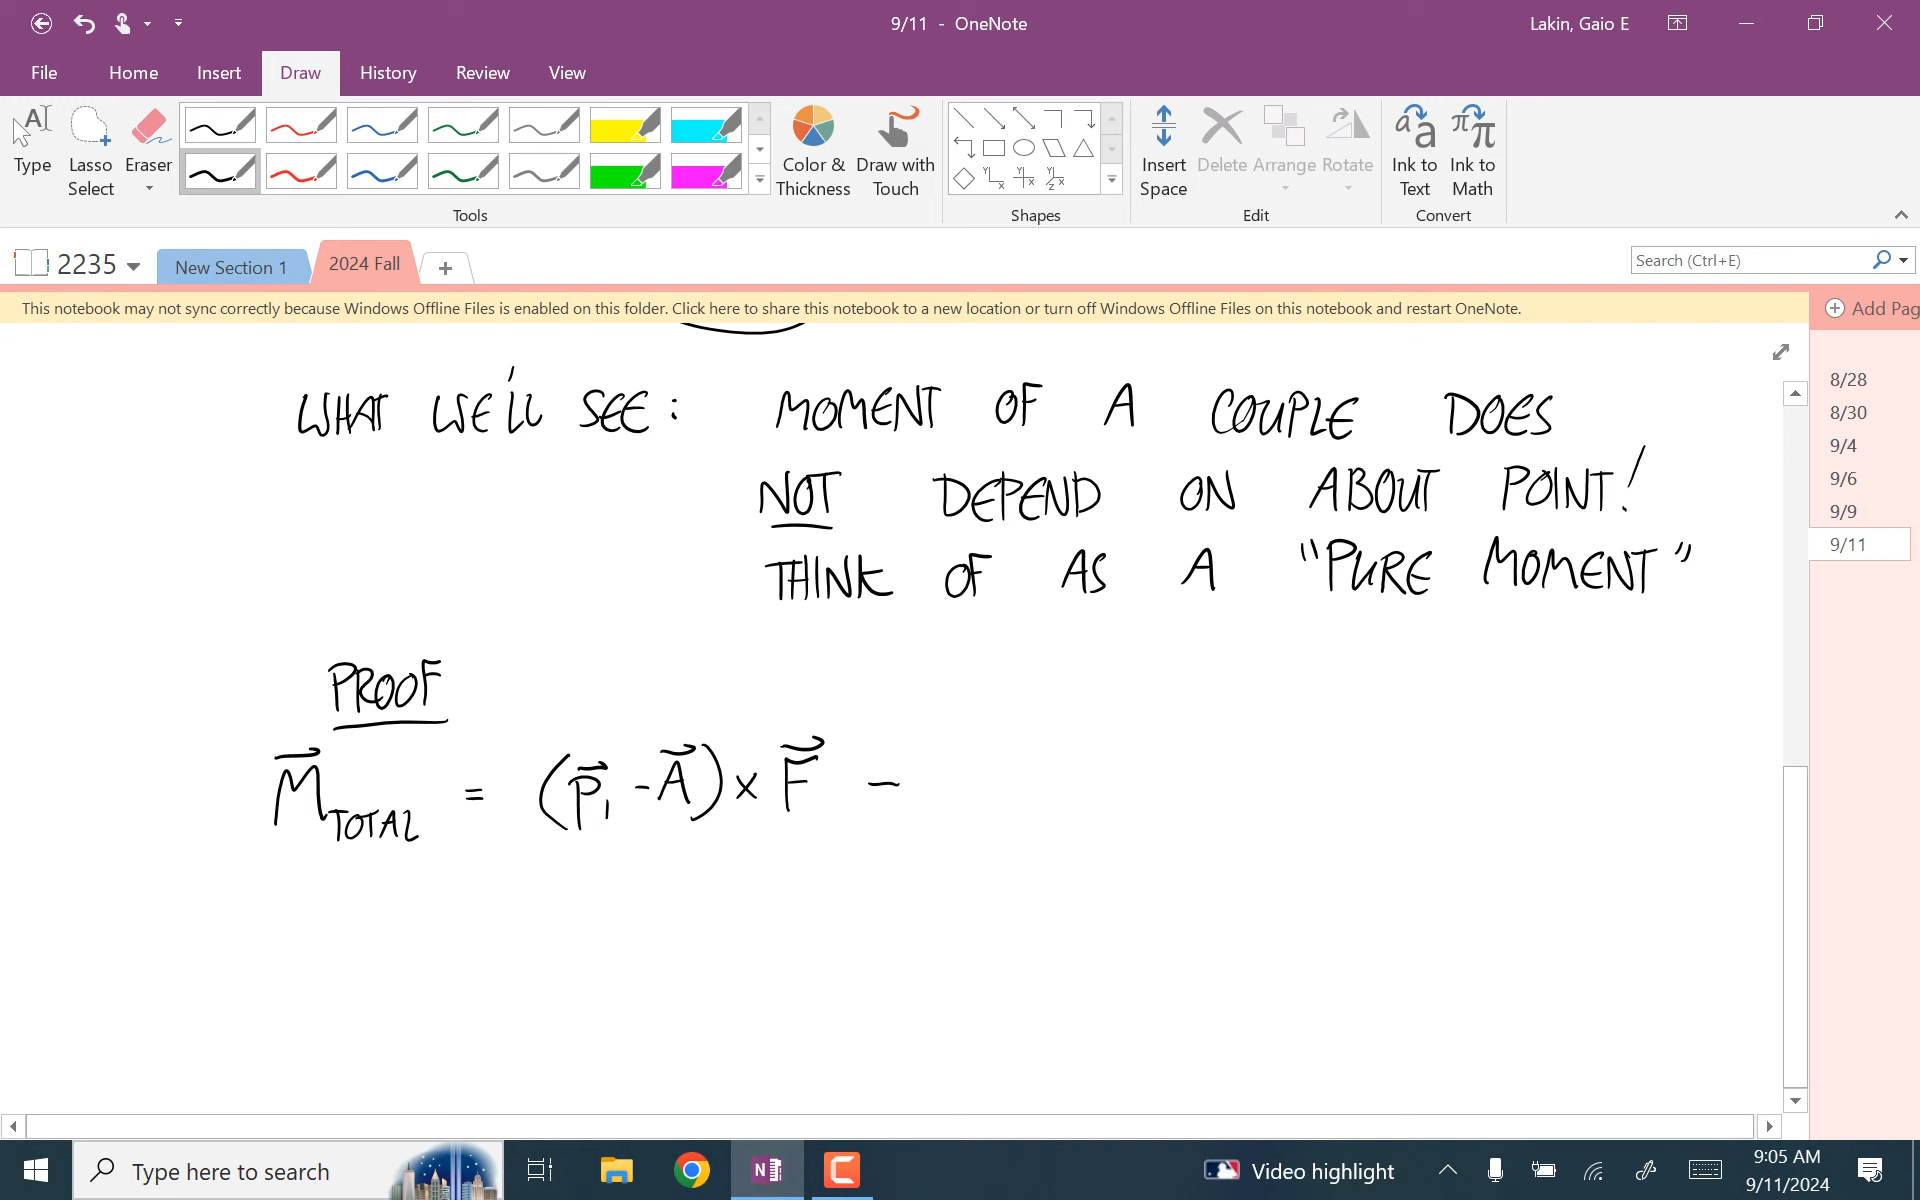 9/11 - OneNote
Lakin, Gaio E
File Home Insert Draw History Review View
Type
Lasso Select
Eraser
Color & Thickness
Draw with Touch
Insert Space
Delete
Arrange
Rotate
Ink to Text
Ink to Math
Tools Shapes Edit Convert
2235 New Section 1 2024 Fall
Search (Ctrl+E)
This notebook may not sync correctly because Windows Offline Files is enabled on this folder. Click here to share this notebook to a new location or turn off Windows Offline Files on this notebook and restart OneNote.
Add Pag
8/28
8/30
9/4
9/6
9/9
9/11
WHAT WE'LL SEE : MOMENT OF A COUPLE DOES
NOT DEPEND ON ABOUT POINT!
THINK OF AS A "PURE MOMENT"
PROOF
M⃗_TOTAL = (p⃗₁ - A⃗) × F⃗ –
Type here to search
Video highlight
9:05 AM
9/11/2024